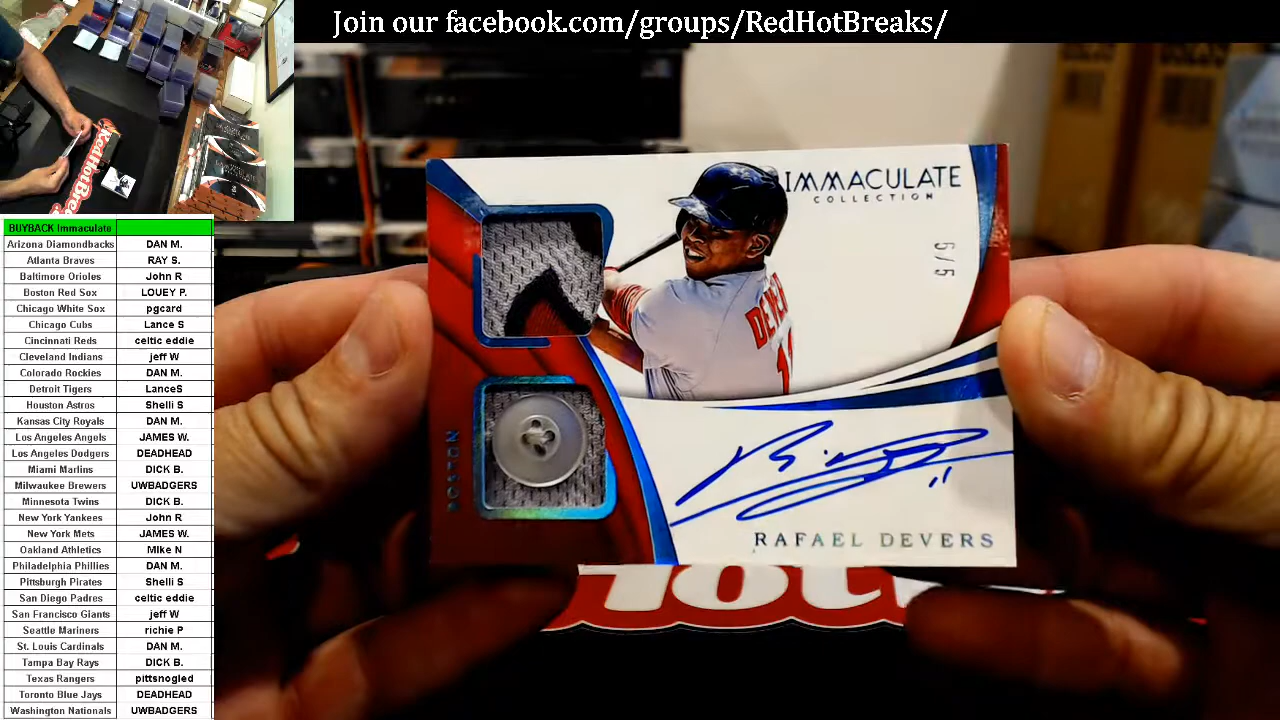 Join our facebook.com/groups/RedHotBreaks/
BUYBACK Immaculate
Arizona Diamondbacks DAN M.
Atlanta Braves RAY S.
Baltimore Orioles John R
Boston Red Sox LOUEY P.
Chicago White Sox pgcard
Chicago Cubs Lance S
Cincinnati Reds celtic eddie
Cleveland Indians jeff W
Colorado Rockies DAN M.
Detroit Tigers LanceS
Houston Astros Shelli S
Kansas City Royals DAN M.
Los Angeles Angels JAMES W.
Los Angeles Dodgers DEADHEAD
Miami Marlins DICK B.
Milwaukee Brewers UWBADGERS
Minnesota Twins DICK B.
New York Yankees John R
New York Mets JAMES W.
Oakland Athletics Mike N
Philadelphia Phillies DAN M.
Pittsburgh Pirates Shelli S
San Diego Padres celtic eddie
San Francisco Giants jeff W
Seattle Mariners richie P
St. Louis Cardinals DAN M.
Tampa Bay Rays DICK B.
Texas Rangers pittsnogled
Toronto Blue Jays DEADHEAD
Washington Nationals UWBADGERS
IMMACULATE
COLLECTION
5/5
BOSTON
11
RAFAEL DEVERS